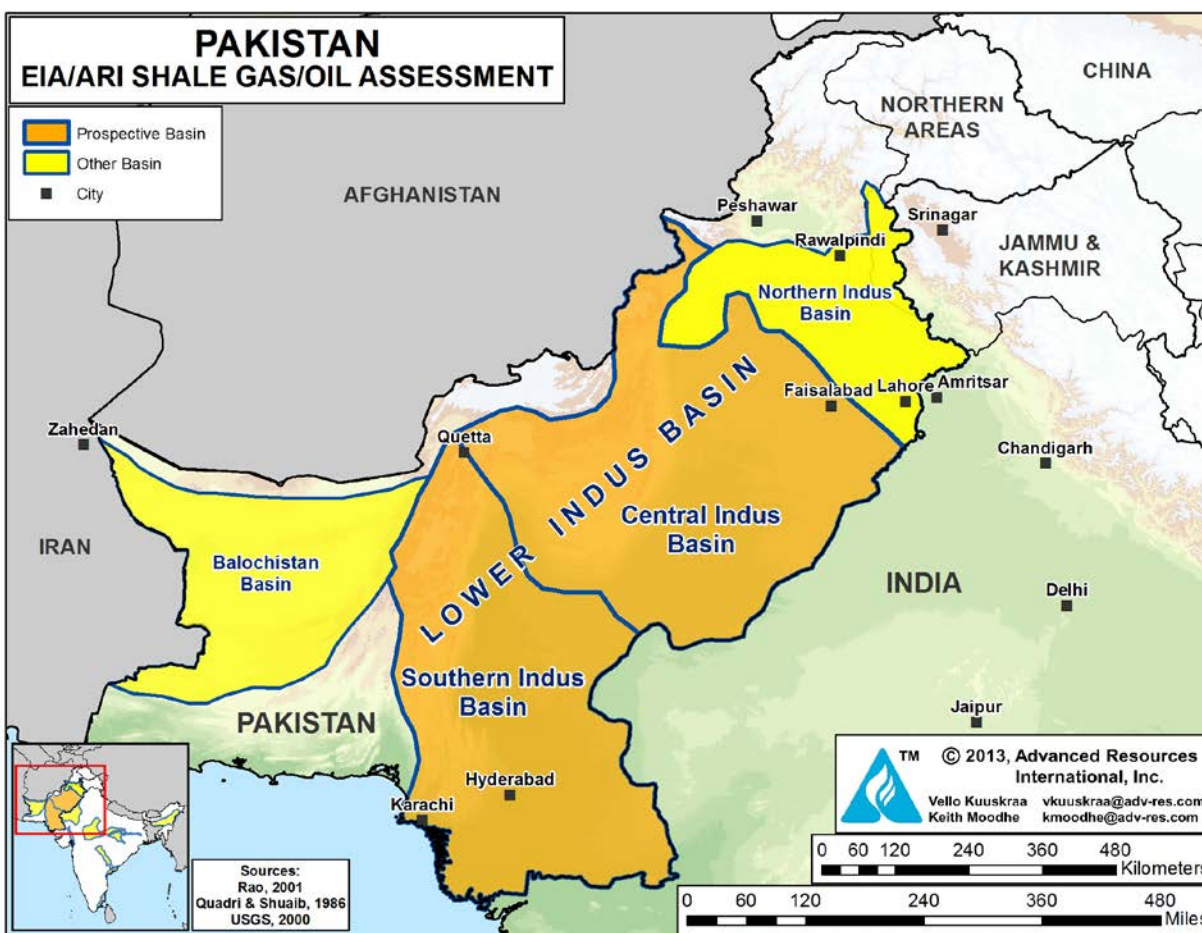 PAKISTAN
EIA/ARI SHALE GAS/OIL ASSESSMENT
Prospective Basin
Other Basin
City
CHINA
NORTHERN
AREAS
AFGHANISTAN
Peshawar
Srinagar
Rawalpindi
JAMMU &
KASHMIR
Northern Indus
Basin
Faisalabad
Lahore
Amritsar
Zahedan
Quetta
Chandigarh
LOWER INDUS BASIN
Central Indus
Basin
IRAN
Balochistan
Basin
INDIA
Delhi
Southern Indus
Basin
PAKISTAN
Jaipur
Hyderabad
Karachi
TM
© 2013, Advanced Resources
International, Inc.
Vello Kuuskraa vkuuskraa@adv-res.com
Keith Moodhe kmoodhe@adv-res.com
0 30 60 120 240 360 480
Kilometers
0 30 60 120 240 360 480
Miles
Sources:
Rao, 2001
Quadri & Shuaib, 1986
USGS, 2000